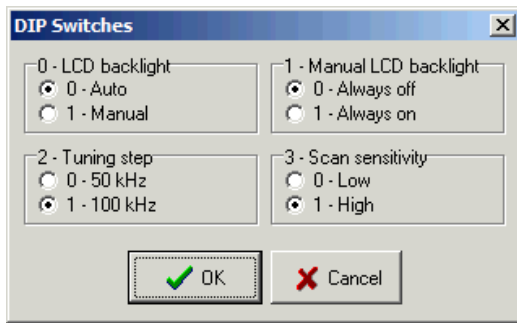 DIP Switches
0 - LCD backlight
0 - Auto
1 - Manual
1 - Manual LCD backlight
0 - Always off
1 - Always on
2 - Tuning step
0 - 50 kHz
1 - 100 kHz
3 - Scan sensitivity
0 - Low
1 - High
OK
Cancel